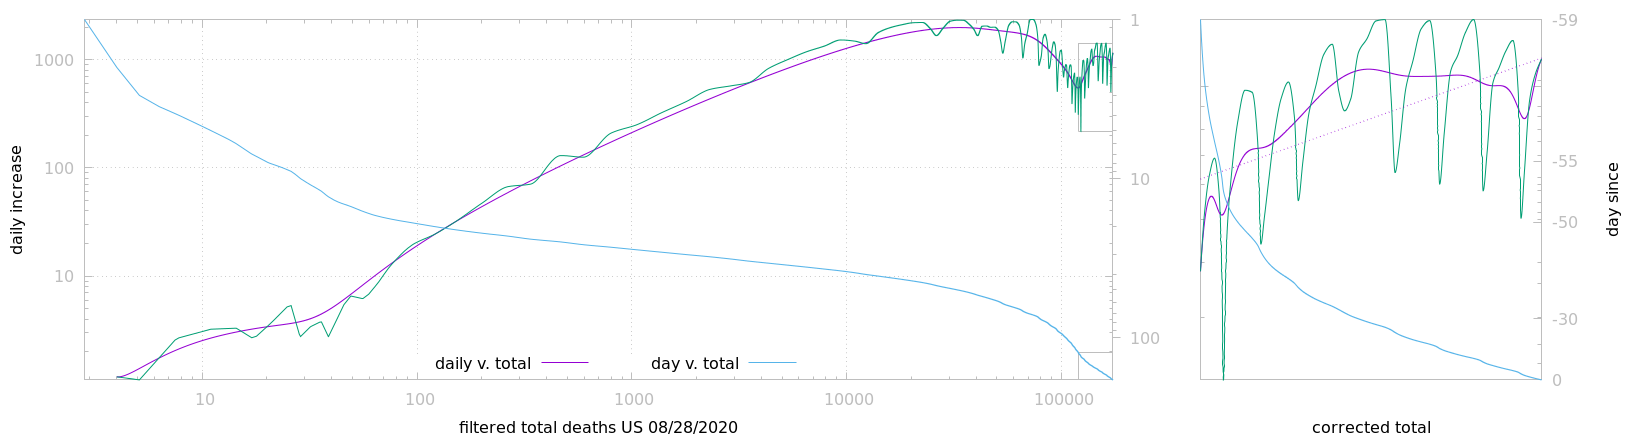 1000
100
10
daily increase
daily v. total
day v. total
10
100
1000
10000
100000
filtered total deaths US 08/28/2020
1
10
100
-59
-55
-50
-30
0
day since
corrected total